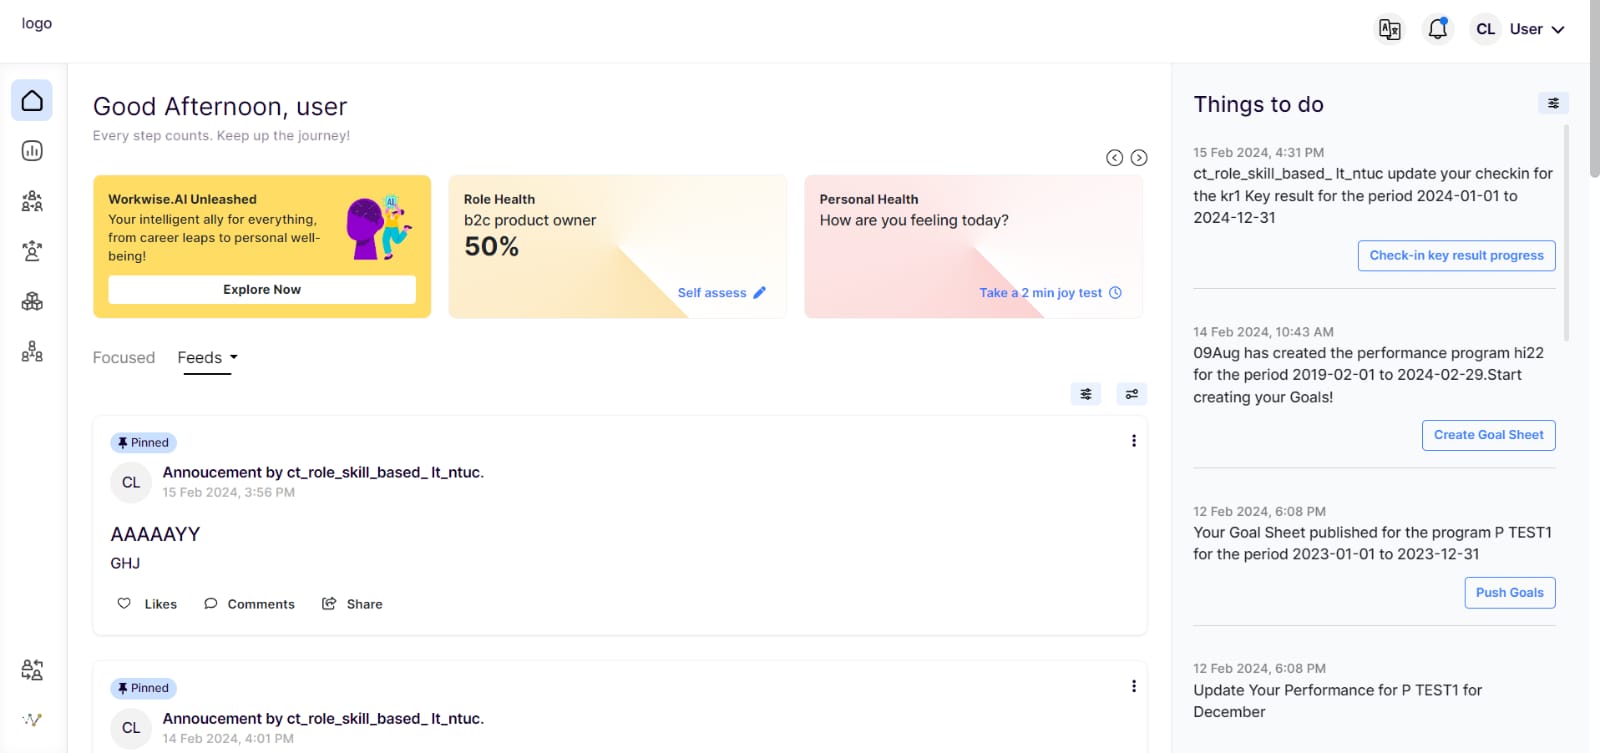 logo
CL User
Good Afternoon, user
Every step counts. Keep up the journey!
Workwise.AI Unleashed
Your intelligent ally for everything,
from career leaps to personal well-
being!
AI
Explore Now
Role Health
b2c product owner
50%
Self assess
Personal Health
How are you feeling today?
Take a 2 min joy test
Focused Feeds
Pinned
CL
Annoucement by ct_role_skill_based_ lt_ntuc.
15 Feb 2024, 3:56 PM
AAAAAYY
GHJ
Likes Comments Share
Pinned
CL
Annoucement by ct_role_skill_based_ lt_ntuc.
14 Feb 2024, 4:01 PM
Things to do
15 Feb 2024, 4:31 PM
ct_role_skill_based_ lt_ntuc update your checkin for
the kr1 Key result for the period 2024-01-01 to
2024-12-31
Check-in key result progress
14 Feb 2024, 10:43 AM
09Aug has created the performance program hi22
for the period 2019-02-01 to 2024-02-29.Start
creating your Goals!
Create Goal Sheet
12 Feb 2024, 6:08 PM
Your Goal Sheet published for the program P TEST1
for the period 2023-01-01 to 2023-12-31
Push Goals
12 Feb 2024, 6:08 PM
Update Your Performance for P TEST1 for
December